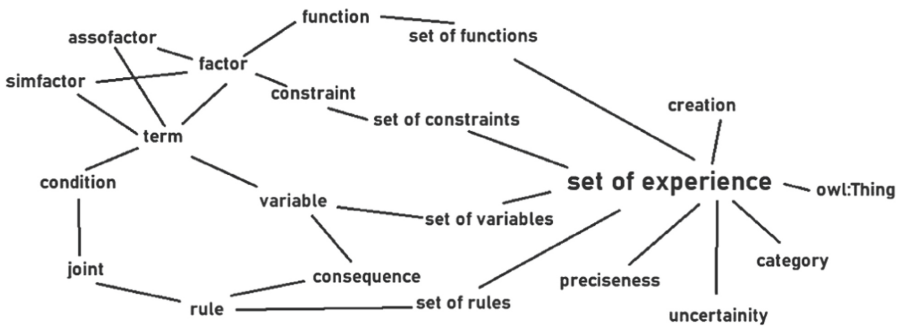 function
set of functions
assofactor
factor
simfactor
constraint
set of constraints
creation
term
condition
set of experience
owl:Thing
variable
set of variables
joint
consequence
preciseness
category
rule
set of rules
uncertainity